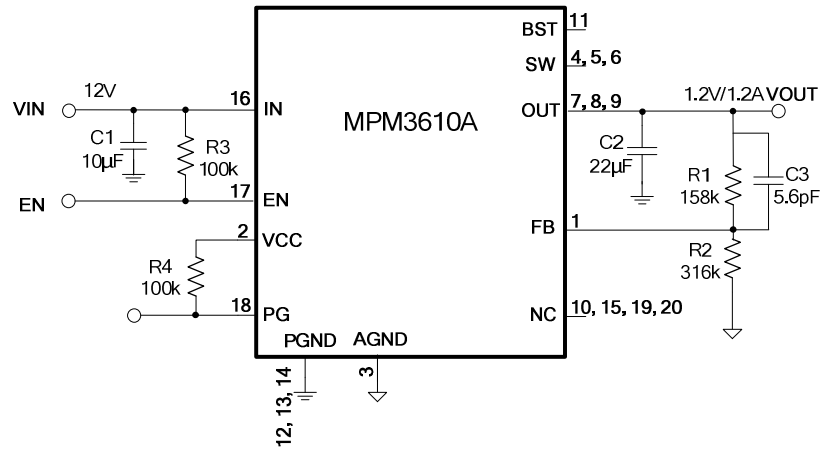 BST
11
SW
4, 5, 6
VIN
12V
16
IN
MPM3610A
OUT
7, 8, 9
1.2V/1.2A VOUT
C1
10µF
R3
100k
C2
22µF
R1
158k
C3
5.6pF
EN
17
EN
2
VCC
FB
1
R4
100k
R2
316k
18
PG
NC
10, 15, 19, 20
PGND
AGND
12, 13, 14
3